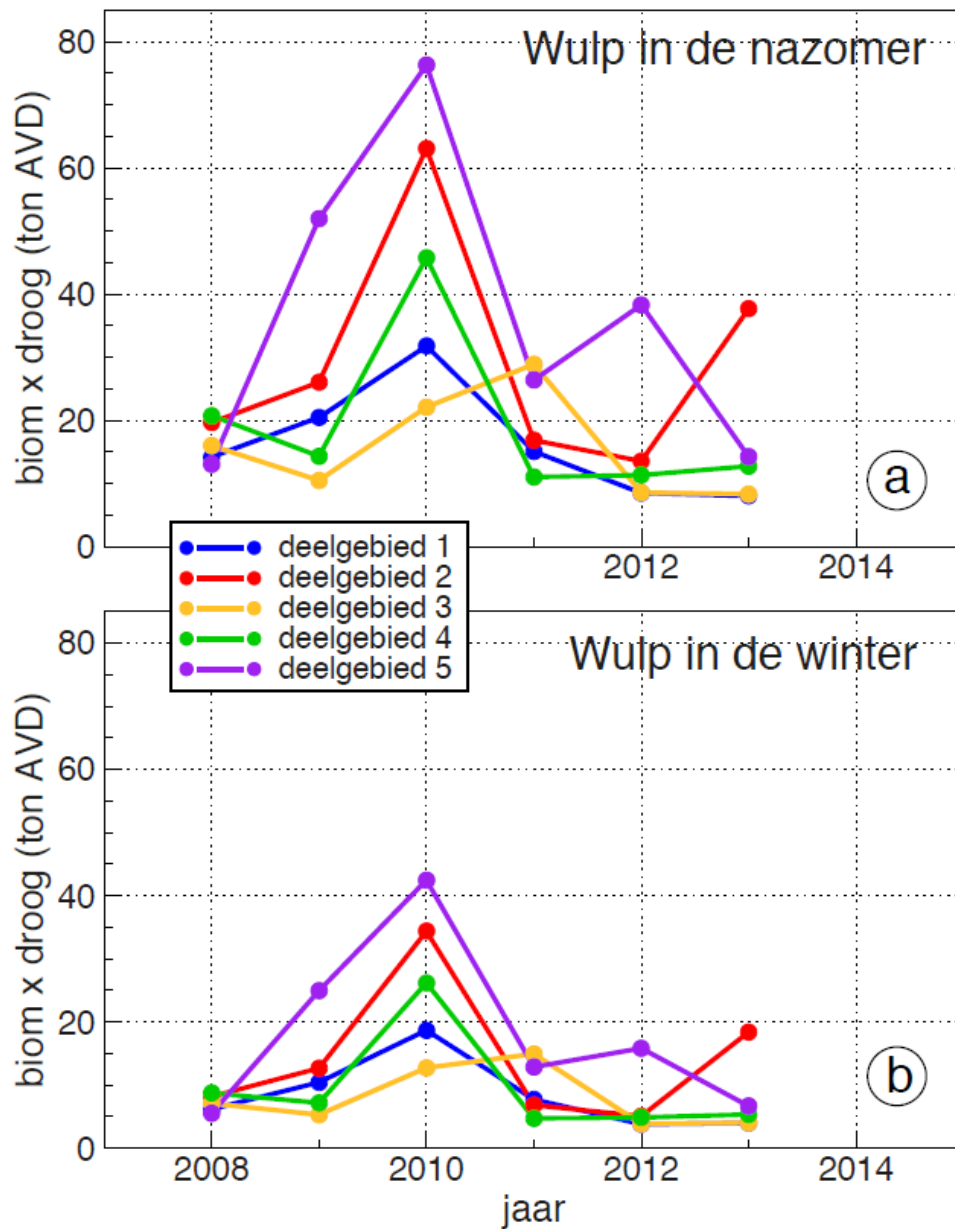 Wulp in de nazomer
biom x droog (ton AVD)
80
60
40
20
0
a
2012
2014
deelgebied 1
deelgebied 2
deelgebied 3
deelgebied 4
deelgebied 5
Wulp in de winter
biom x droog (ton AVD)
80
60
40
20
0
b
2008
2010
2012
2014
jaar